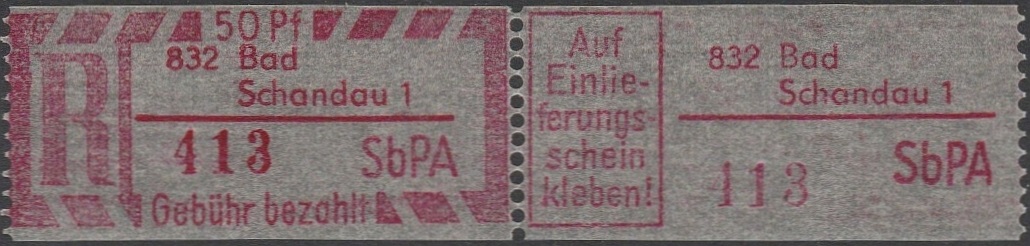 50 Pf
R
832 Bad
Schandau 1
413
SbPA
Gebühr bezahlt
Auf
Einlie-
ferungs-
schein
kleben!
832 Bad
Schandau 1
413
SbPA